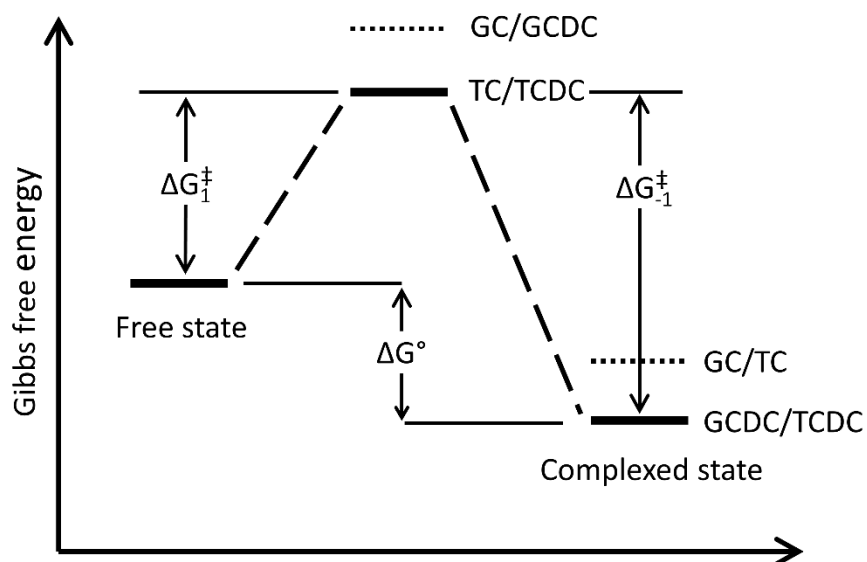 GC/GCDC
TC/TCDC
ΔG‡1
ΔG‡-1
Gibbs free energy
Free state
ΔG°
GC/TC
GCDC/TCDC
Complexed state